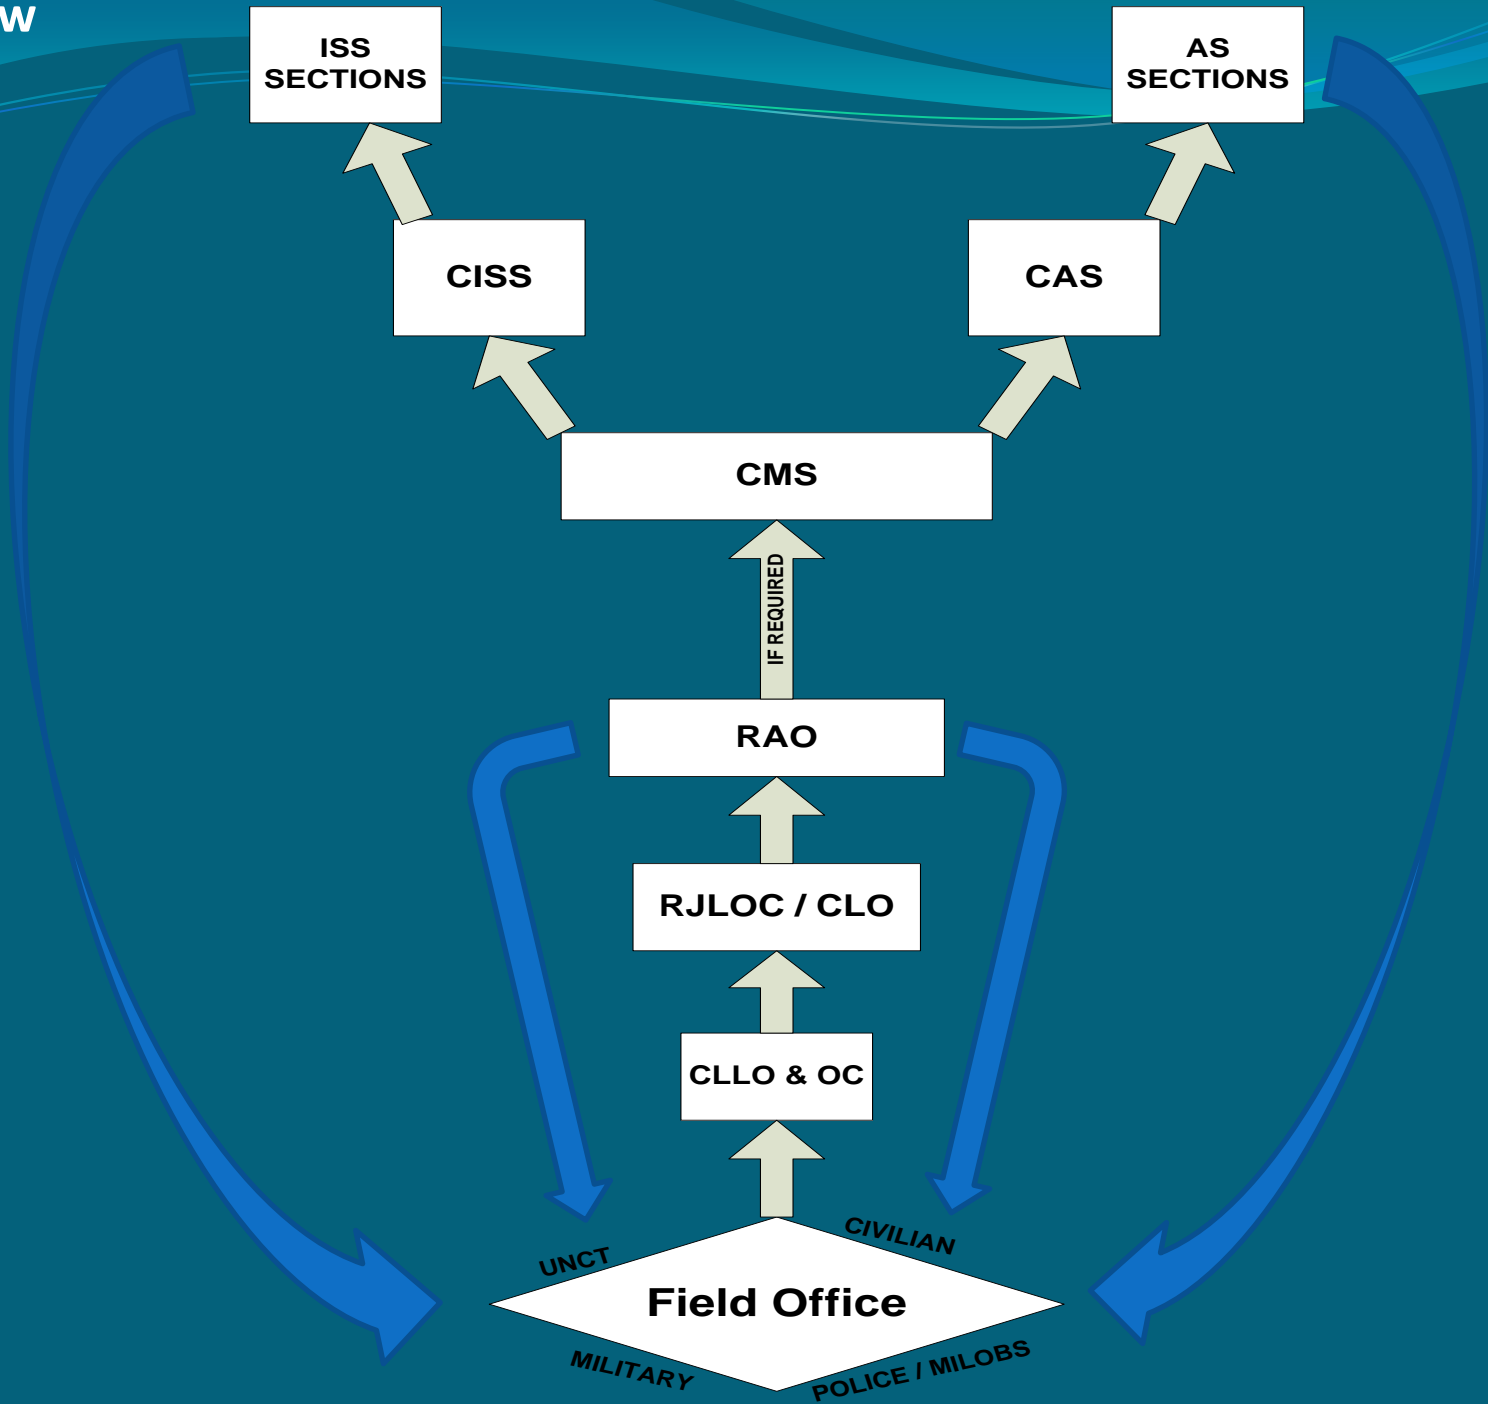 w
ISS
SECTIONS
AS
SECTIONS
CISS
CAS
CMS
IF REQUIRED
RAO
RJLOC / CLO
CLLO & OC
UNCT
CIVILIAN
Field Office
MILITARY
POLICE / MILOBS